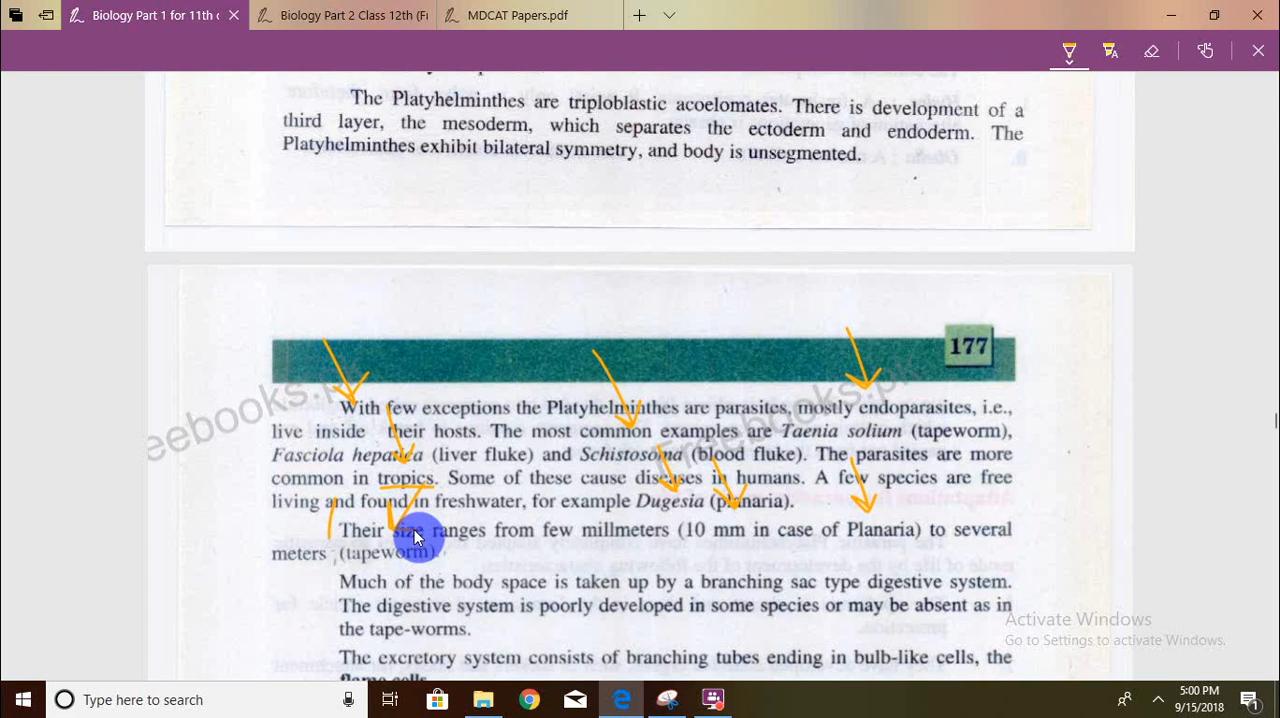 Biology Part 1 for 11th c
Biology Part 2 Class 12th (Fi
MDCAT Papers.pdf
The Platyhelminthes are triploblastic acoelomates. There is development of a
third layer, the mesoderm, which separates the ectoderm and endoderm. The
Platyhelminthes exhibit bilateral symmetry, and body is unsegmented.
177
With few exceptions the Platyhelminthes are parasites, mostly endoparasites, i.e.,
live inside their hosts. The most common examples are Taenia solium (tapeworm),
Fasciola hepatica (liver fluke) and Schistosoma (blood fluke). The parasites are more
common in tropics. Some of these cause diseases in humans. A few species are free
living and found in freshwater, for example Dugesia (planaria).
Their size ranges from few millmeters (10 mm in case of Planaria) to several
meters (tapeworm).
Much of the body space is taken up by a branching sac type digestive system.
The digestive system is poorly developed in some species or may be absent as in
the tape-worms.
The excretory system consists of branching tubes ending in bulb-like cells, the
flame cells
eebooks.pk
Freebooks.pk
Activate Windows
Go to Settings to activate Windows.
Type here to search
5:00 PM
9/15/2018
1